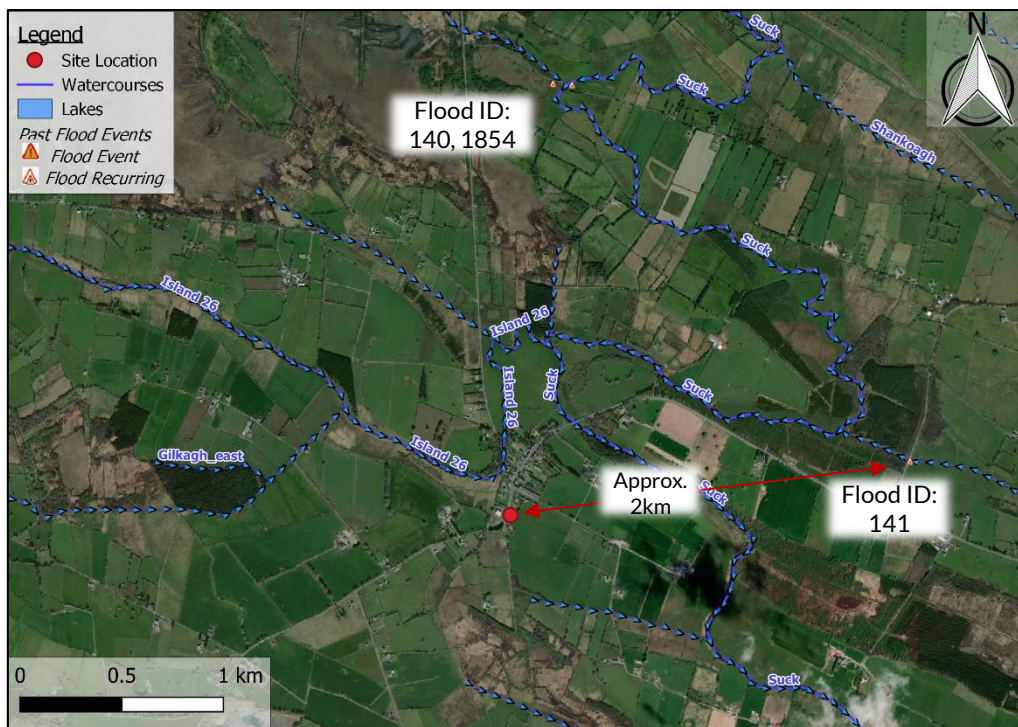 Legend
Site Location
Watercourses
Lakes
Past Flood Events
Flood Event
Flood Recurring
N
Suck
Suck
Suck
Shankoagh
Flood ID:
140, 1854
Suck
Island 26
Island 26
Island 26
Suck
Suck
Island 26
Gilkagh_east
Approx.
2km
Suck
Flood ID:
141
Suck
0 0.5 1 km